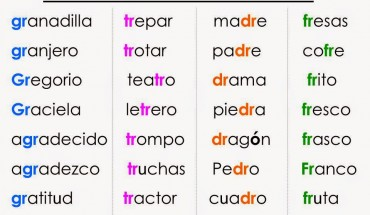 granadilla trepar madre fresas
granjero trotar padre cofre
Gregorio teatro drama frito
Graciela letrero piedra fresco
agradecido trompo dragón frasco
agradezco truchas Pedro Franco
gratitud tractor cuadro fruta